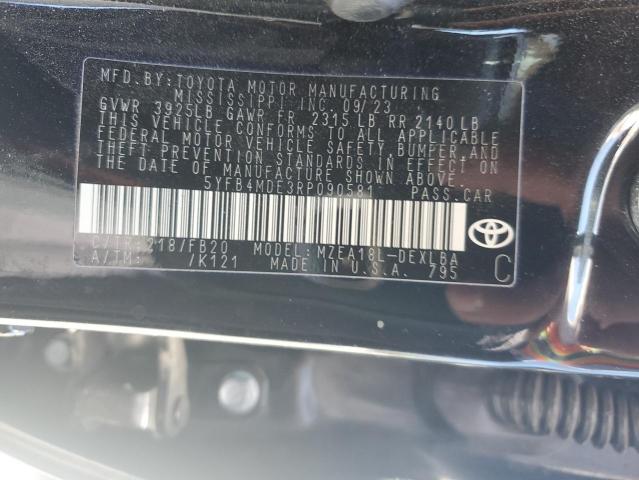 MFD.BY:TOYOTA MOTOR MANUFACTURING
MISSISSIPPI INC. 09/23
GVWR 3925LB GAWR FR 2315 LB RR 2140 LB
THIS VEHICLE CONFORMS TO ALL APPLICABLE
FEDERAL MOTOR VEHICLE SAFETY, BUMPER, AND
THEFT PREVENTION STANDARDS IN EFFECT ON
THE DATE OF MANUFACTURE SHOWN ABOVE.
5YFB4MDE3RP090581 PASS.CAR
C/TR:218/FB20 MODEL:MZEA18L-DEXLBA
A/TM: /K121 MADE IN U.S.A. 795
C